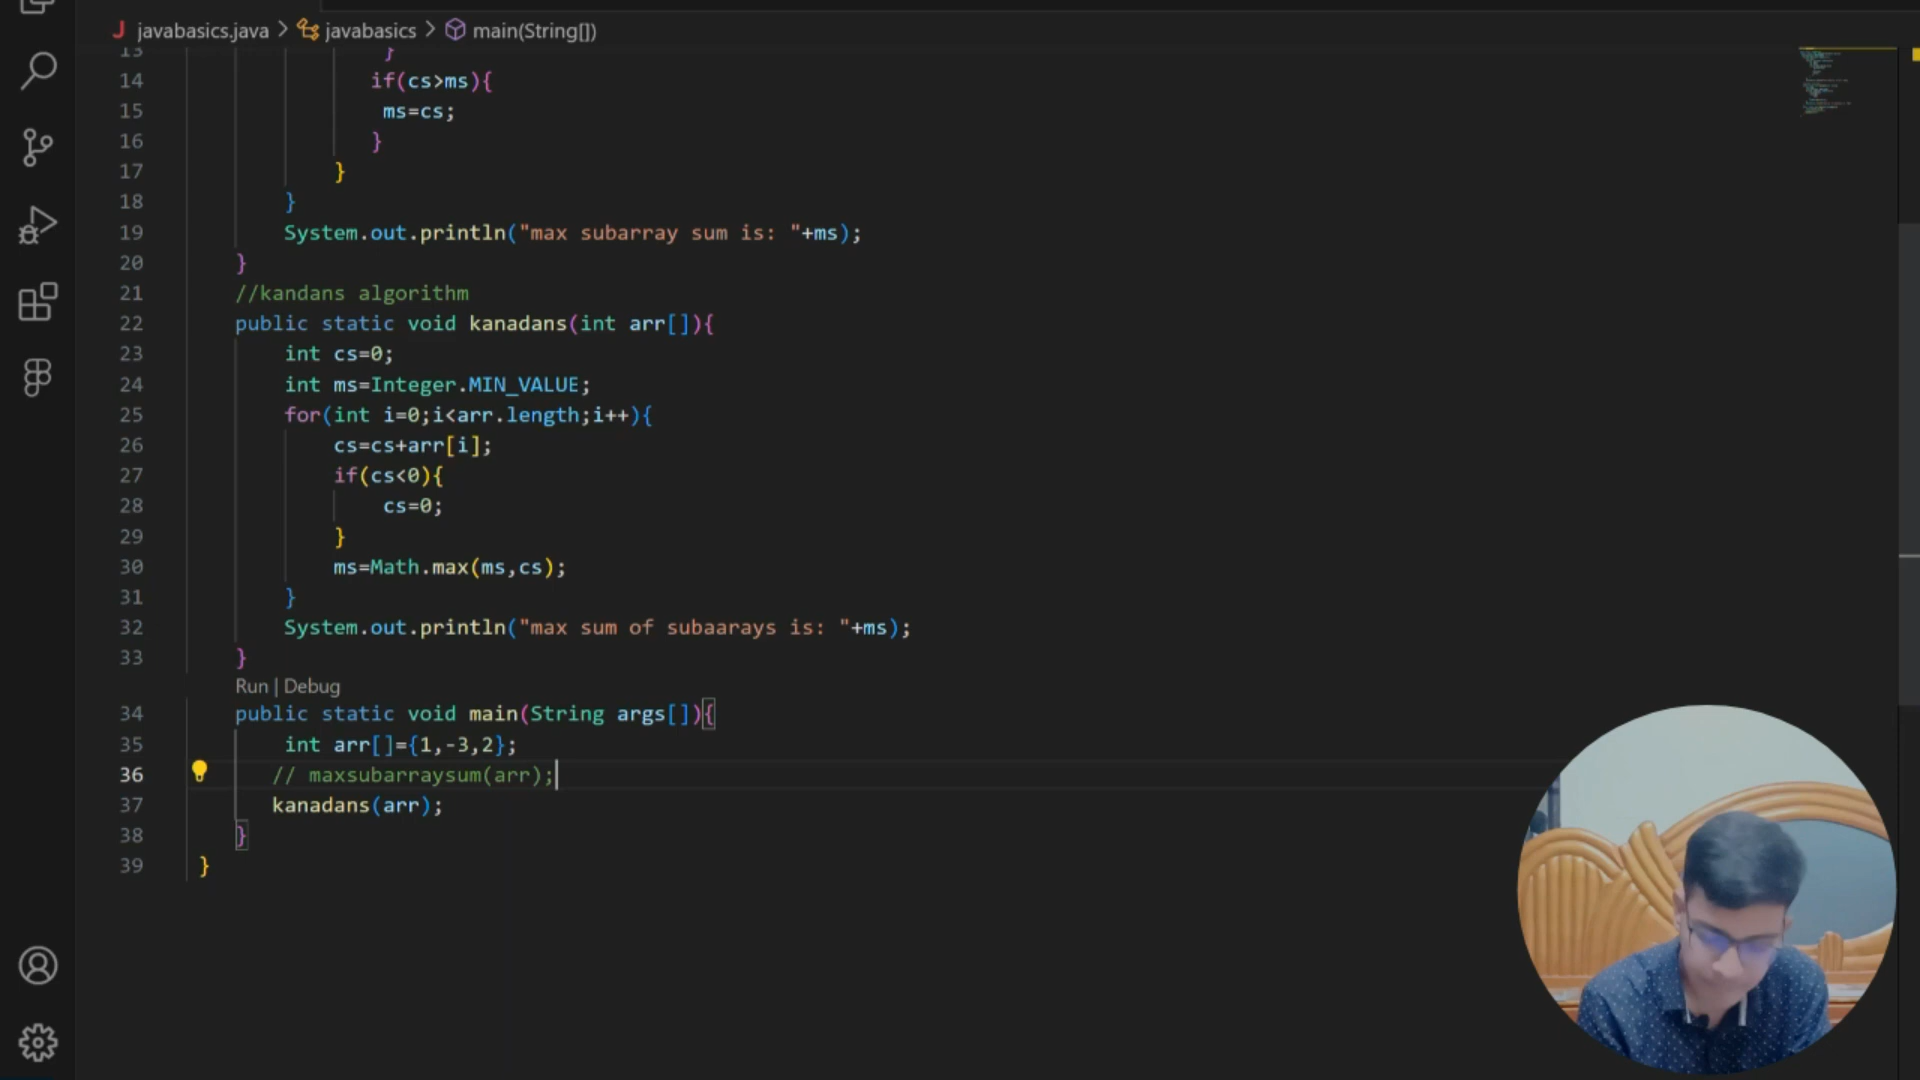 javabasics.java > javabasics > main(String[])
13 }
14 if(cs>ms){
15 ms=cs;
16 }
17 }
18 }
19 System.out.println("max subarray sum is: "+ms);
20 }
21 //kandans algorithm
22 public static void kanadans(int arr[]){
23 int cs=0;
24 int ms=Integer.MIN_VALUE;
25 for(int i=0;i<arr.length;i++){
26 cs=cs+arr[i];
27 if(cs<0){
28 cs=0;
29 }
30 ms=Math.max(ms,cs);
31 }
32 System.out.println("max sum of subaarays is: "+ms);
33 }
Run | Debug
34 public static void main(String args[]){
35 int arr[]={1,-3,2};
36 // maxsubarraysum(arr);
37 kanadans(arr);
38 }
39 }